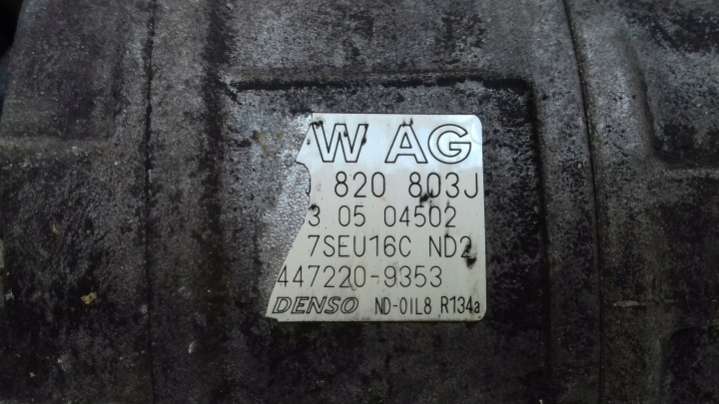 W AG
820 803J
3 05 04502
7SEU16C ND2
447220-9353
DENSO ND-OIL8 R134a